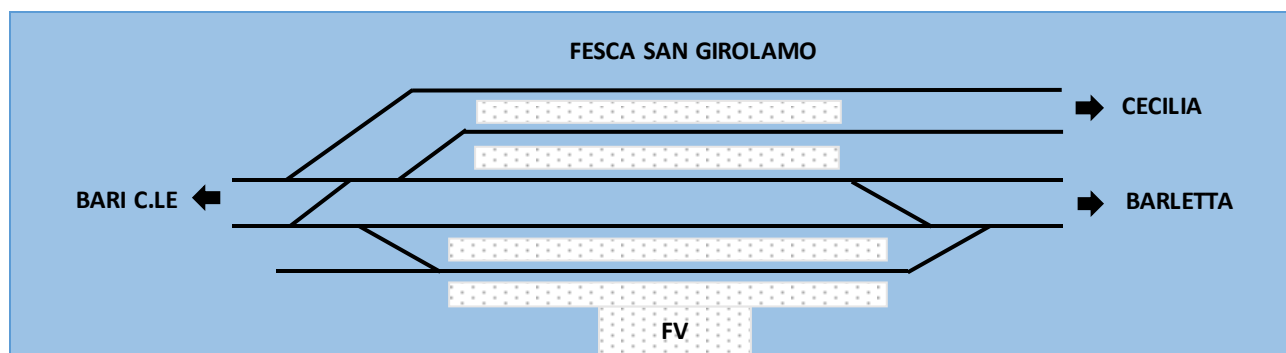 FESCA SAN GIROLAMO
CECILIA
BARI C.LE
BARLETTA
FV